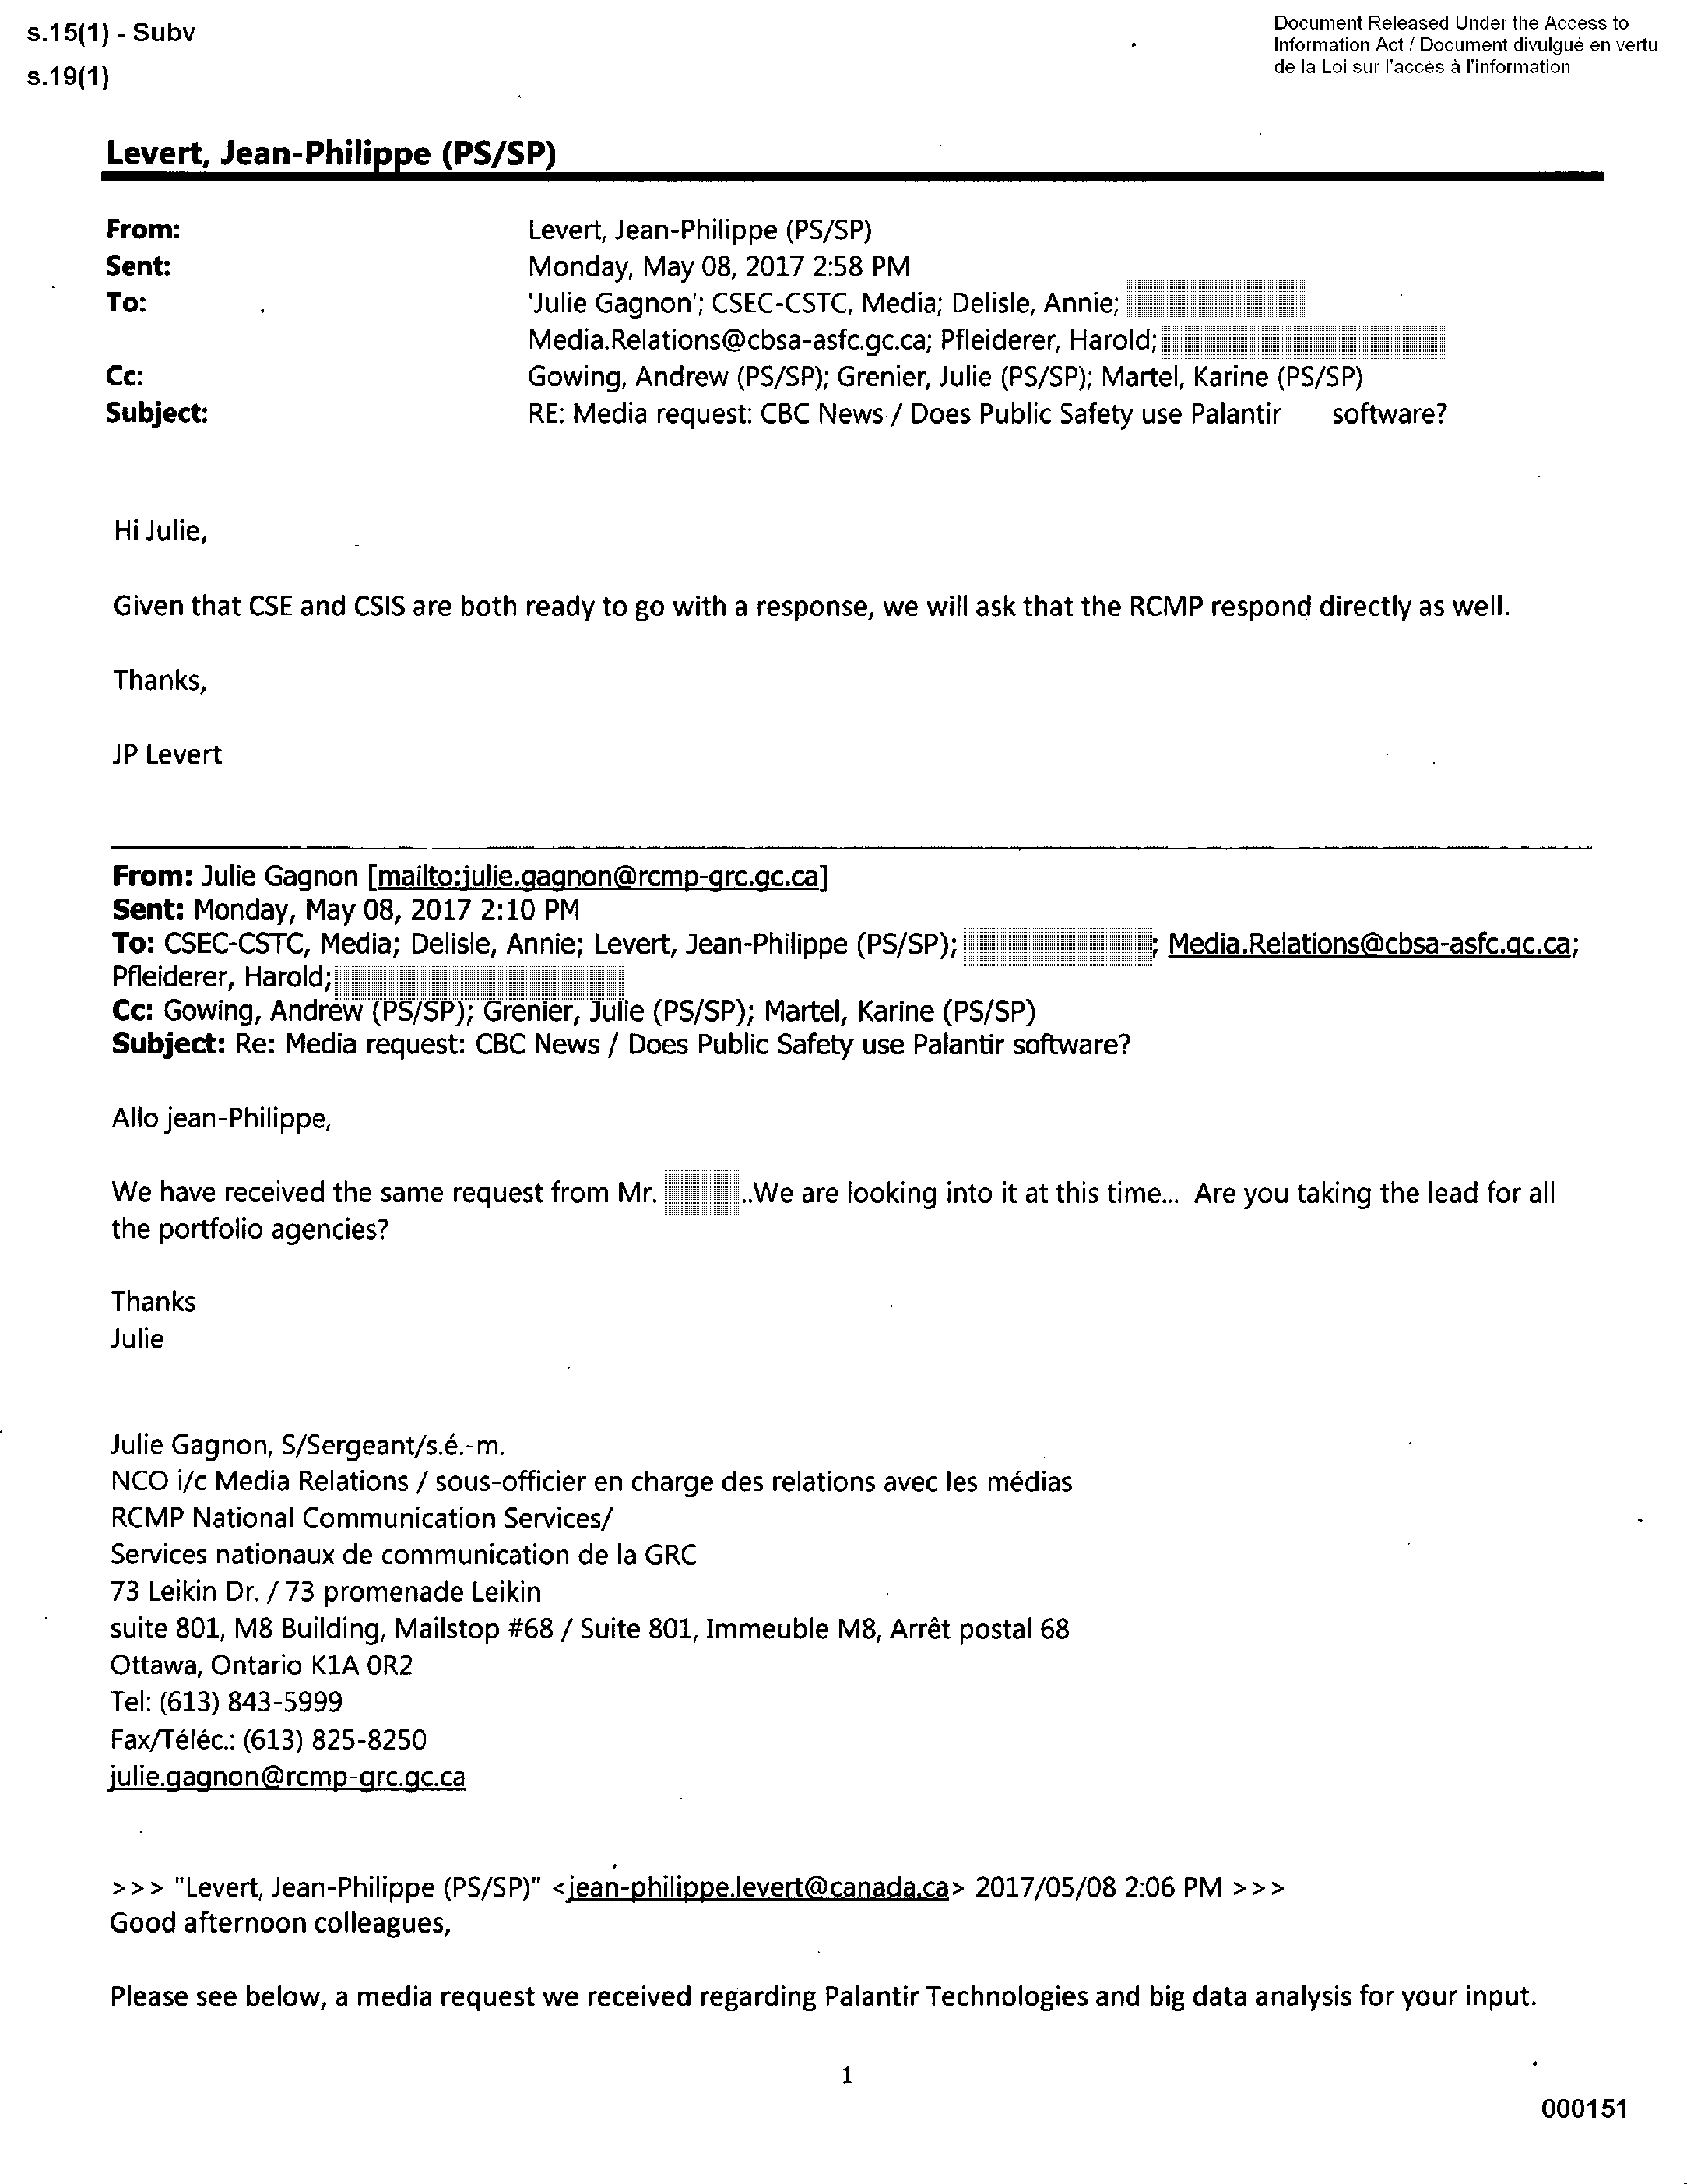 s.15(1) - Subv
s.19(1)
Document Released Under the Access to
Information Act / Document divulgué en vertu
de la Loi sur l'accès à l'information
Levert, Jean-Philippe (PS/SP)
From: Levert, Jean-Philippe (PS/SP)
Sent: Monday, May 08, 2017 2:58 PM
To: 'Julie Gagnon'; CSEC-CSTC, Media; Delisle, Annie;
Media.Relations@cbsa-asfc.gc.ca; Pfleiderer, Harold;
Cc: Gowing, Andrew (PS/SP); Grenier, Julie (PS/SP); Martel, Karine (PS/SP)
Subject: RE: Media request: CBC News / Does Public Safety use Palantir software?
Hi Julie,
Given that CSE and CSIS are both ready to go with a response, we will ask that the RCMP respond directly as well.
Thanks,
JP Levert
From: Julie Gagnon [mailto:julie.gagnon@rcmp-grc.gc.ca]
Sent: Monday, May 08, 2017 2:10 PM
To: CSEC-CSTC, Media; Delisle, Annie; Levert, Jean-Philippe (PS/SP); ; Media.Relations@cbsa-asfc.gc.ca;
Pfleiderer, Harold;
Cc: Gowing, Andrew (PS/SP); Grenier, Julie (PS/SP); Martel, Karine (PS/SP)
Subject: Re: Media request: CBC News / Does Public Safety use Palantir software?
Allo jean-Philippe,
We have received the same request from Mr. ..We are looking into it at this time... Are you taking the lead for all
the portfolio agencies?
Thanks
Julie
Julie Gagnon, S/Sergeant/s.é.-m.
NCO i/c Media Relations / sous-officier en charge des relations avec les médias
RCMP National Communication Services/
Services nationaux de communication de la GRC
73 Leikin Dr. / 73 promenade Leikin
suite 801, M8 Building, Mailstop #68 / Suite 801, Immeuble M8, Arrêt postal 68
Ottawa, Ontario K1A 0R2
Tel: (613) 843-5999
Fax/Téléc.: (613) 825-8250
julie.gagnon@rcmp-grc.gc.ca
>>> "Levert, Jean-Philippe (PS/SP)" <jean-philippe.levert@canada.ca> 2017/05/08 2:06 PM >>>
Good afternoon colleagues,
Please see below, a media request we received regarding Palantir Technologies and big data analysis for your input.
1
000151